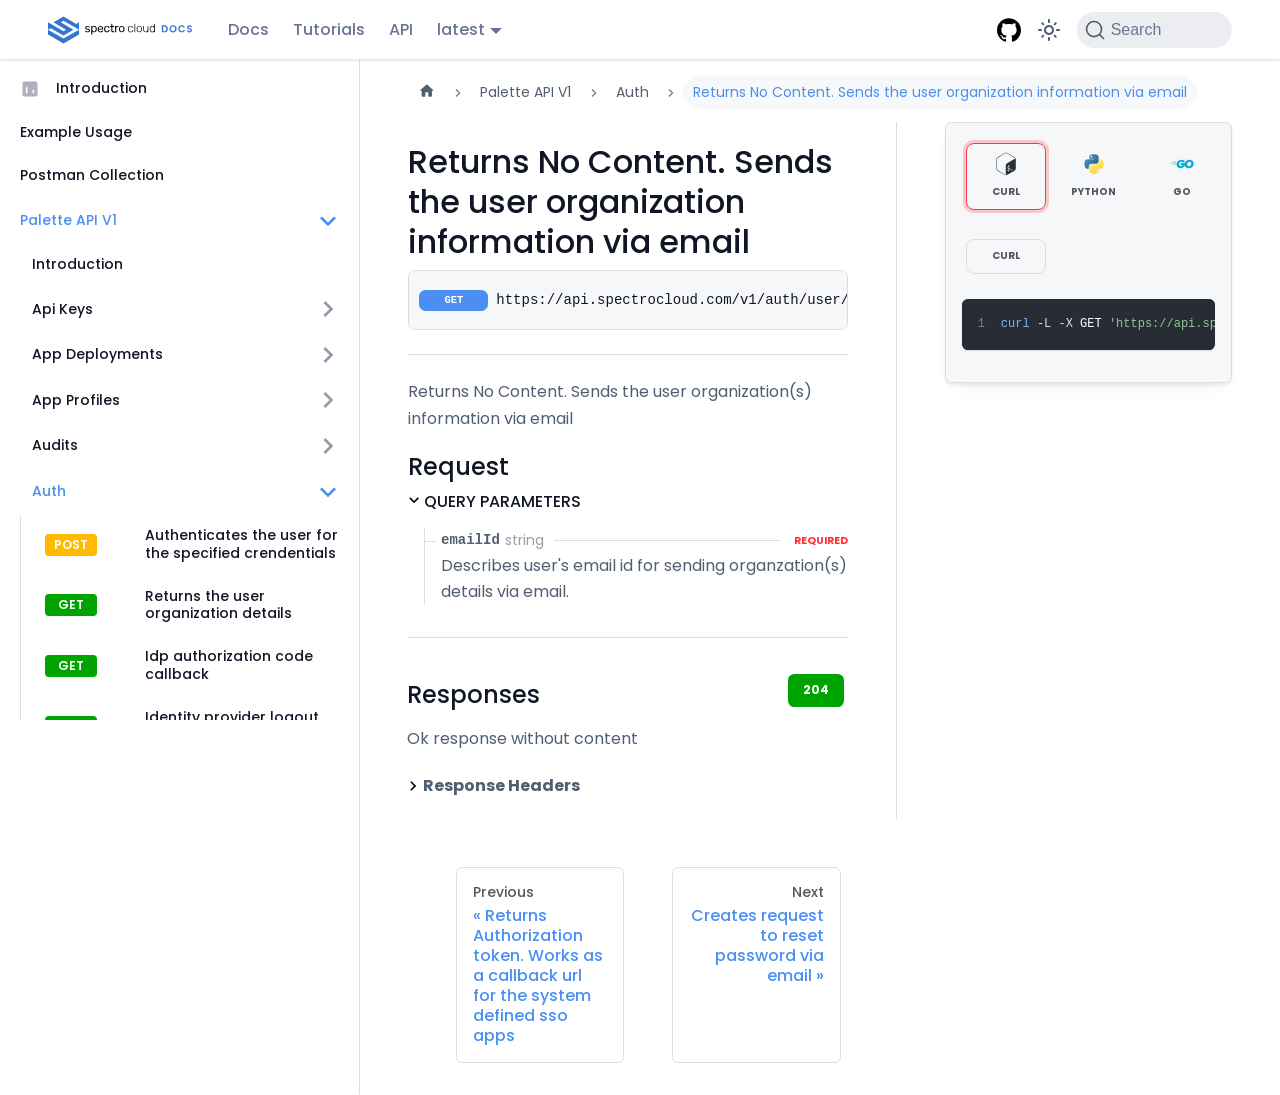 spectro cloud DOCS
Docs
Tutorials
API
latest
Search
Introduction
Example Usage
Postman Collection
Palette API V1
Introduction
Api Keys
App Deployments
App Profiles
Audits
Auth
POST
Authenticates the user for
the specified crendentials
GET
Returns the user
organization details
GET
Idp authorization code
callback
Identity provider logout
Palette API V1
Auth
Returns No Content. Sends the user organization information via email
Returns No Content. Sends
the user organization
information via email
GET https://api.spectrocloud.com/v1/auth/user/
Returns No Content. Sends the user organization(s)
information via email
Request
QUERY PARAMETERS
emailId string REQUIRED
Describes user's email id for sending organzation(s)
details via email.
Responses
204
Ok response without content
Response Headers
Previous
« Returns
Authorization
token. Works as
a callback url
for the system
defined sso
apps
Next
Creates request
to reset
password via
email »
CURL
PYTHON
GO
CURL
1 curl -L -X GET 'https://api.sp